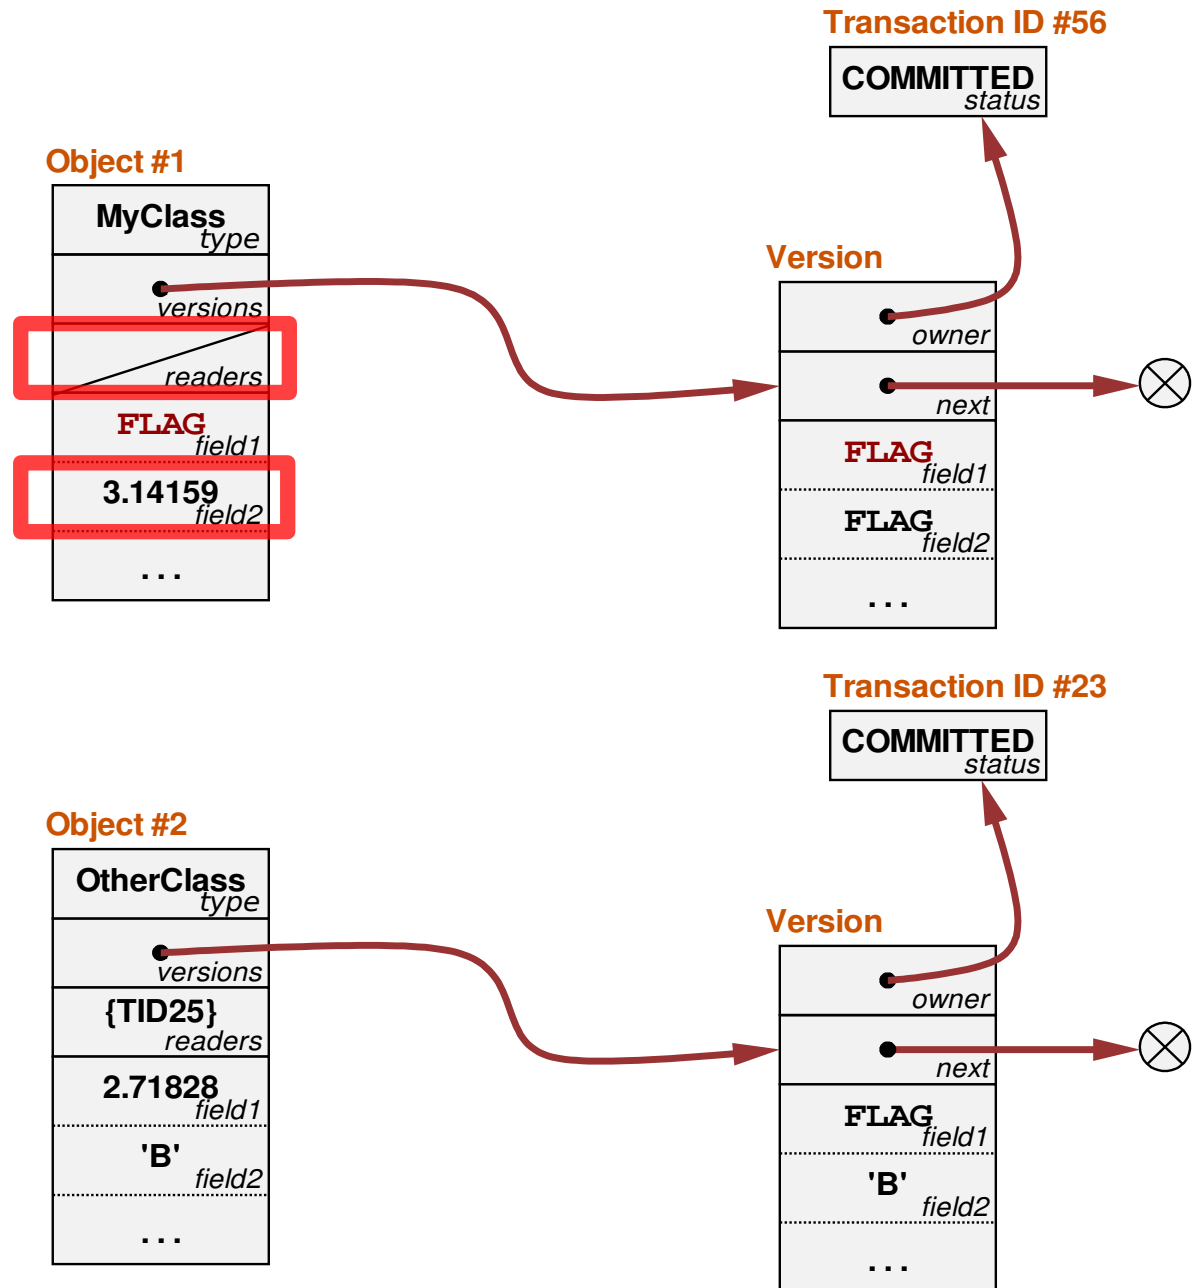 Transaction ID #56
COMMITTED
status
Object #1
MyClass
type
versions
readers
FLAG
field1
3.14159
field2
...
Version
owner
next
FLAG
field1
FLAG
field2
...
Transaction ID #23
COMMITTED
status
Object #2
OtherClass
type
versions
{TID25}
readers
2.71828
field1
'B'
field2
...
Version
owner
next
FLAG
field1
'B'
field2
...